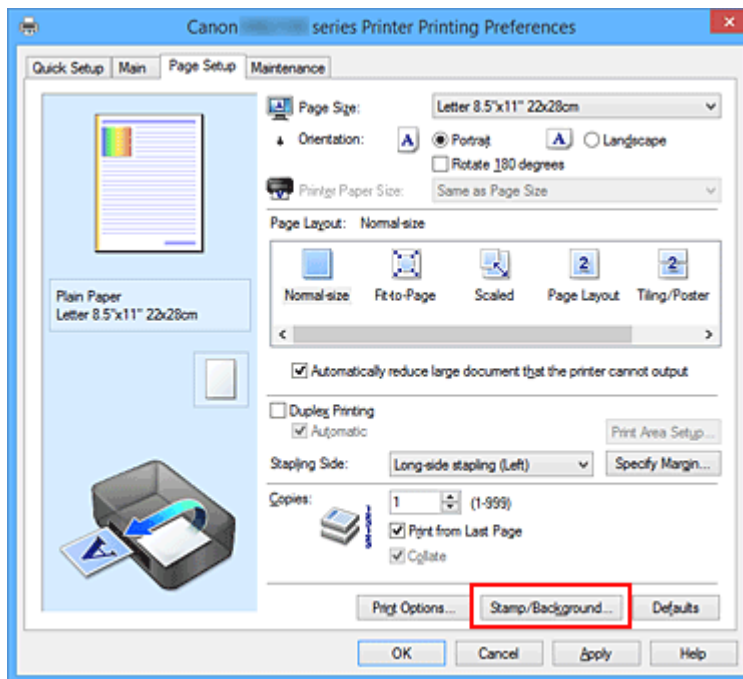 Canon series Printer Printing Preferences
Quick Setup Main Page Setup Maintenance
Page Size: Letter 8.5"x11" 22x28cm
Orientation: A Portrait A Landscape
Rotate 180 degrees
Printer Paper Size: Same as Page Size
Page Layout: Normal-size
2 2
Normal-size Fit-to-Page Scaled Page Layout Tiling/Poster
Plain Paper
Letter 8.5"x11" 22x28cm
Automatically reduce large document that the printer cannot output
Duplex Printing
Automatic
Print Area Setup...
Stapling Side: Long-side stapling (Left) Specify Margin...
Copies: 1 (1-999)
Print from Last Page
Collate
A
Print Options... Stamp/Background... Defaults
OK Cancel Apply Help